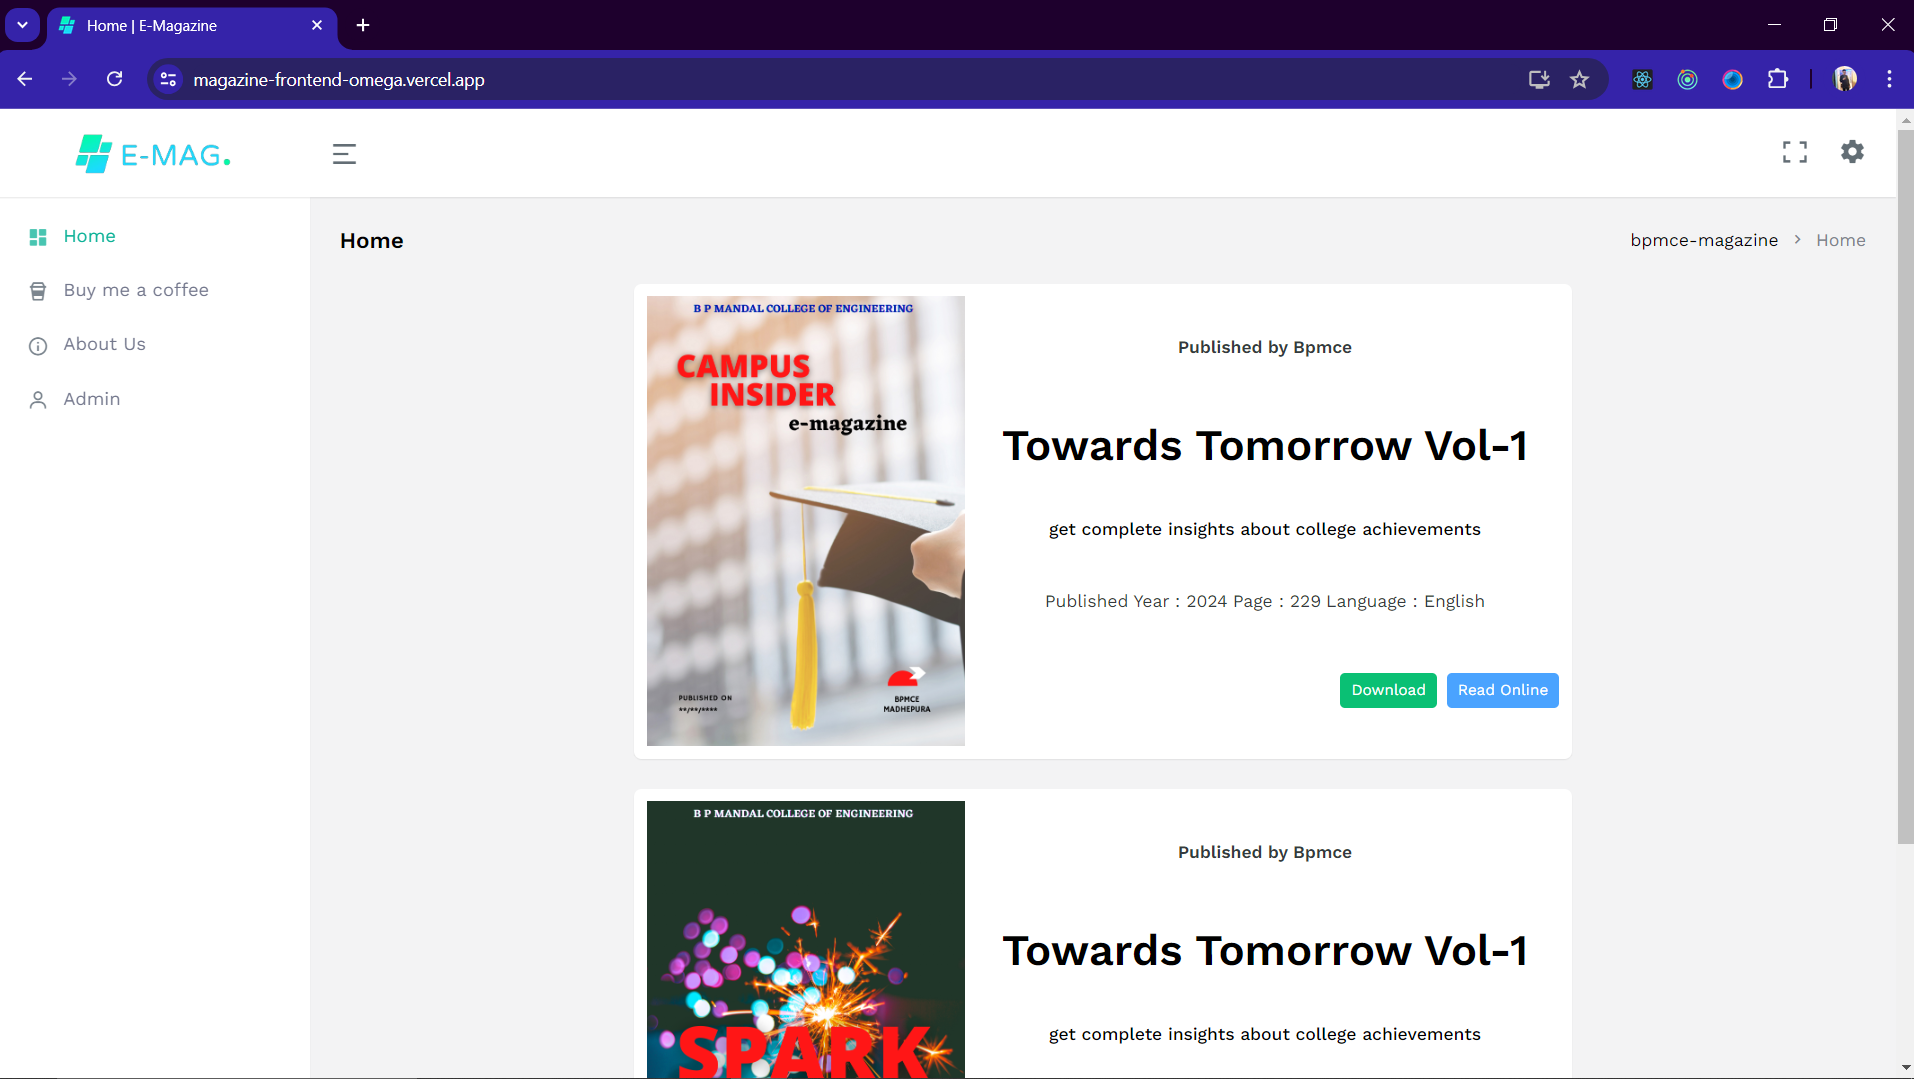 Home | E-Magazine
magazine-frontend-omega.vercel.app
E-MAG.
Home
Buy me a coffee
About Us
Admin
Home
bpmce-magazine > Home
B P MANDAL COLLEGE OF ENGINEERING
CAMPUS
INSIDER
e-magazine
PUBLISHED ON
**/**/****
BPMCE
MADHEPURA
Published by Bpmce
Towards Tomorrow Vol-1
get complete insights about college achievements
Published Year : 2024 Page : 229 Language : English
Download
Read Online
B P MANDAL COLLEGE OF ENGINEERING
SPARK
Published by Bpmce
Towards Tomorrow Vol-1
get complete insights about college achievements